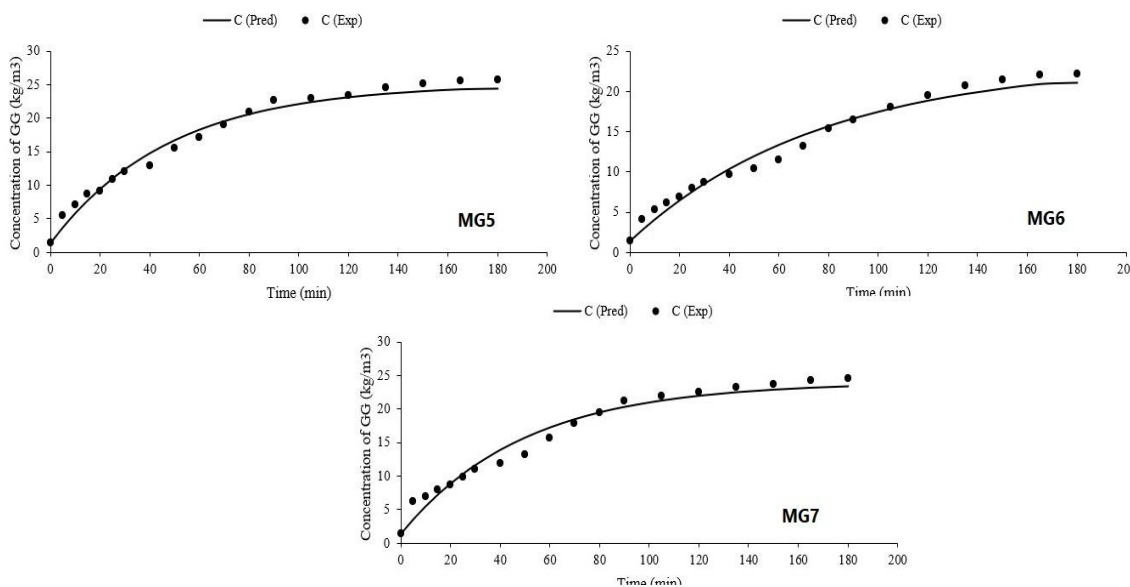 C (Pred) C (Exp)
Concentration of GG (kg/m3)
30
25
20
15
10
5
0
MG5
0 20 40 60 80 100 120 140 160 180 200
Time (min)
C (Pred) C (Exp)
Concentration of GG (kg/m3)
25
20
15
10
5
0
MG6
0 20 40 60 80 100 120 140 160 180 20
Time (min)
C (Pred) C (Exp)
Concentration of GG (kg/m3)
30
25
20
15
10
5
0
MG7
0 20 40 60 80 100 120 140 160 180 200
Time (min)